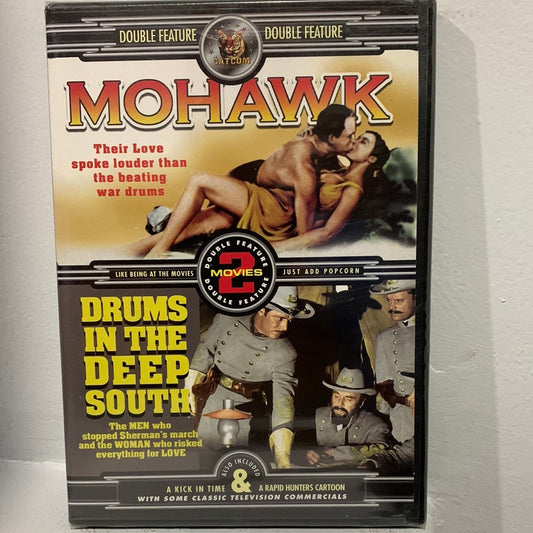 DOUBLE FEATURE
CATCOM
DOUBLE FEATURE
MOHAWK
Their Love
spoke louder than
the beating
war drums
LIKE BEING AT THE MOVIES
DOUBLE FEATURE
2
MOVIES
DOUBLE FEATURE
JUST ADD POPCORN
DRUMS
IN THE
DEEP
SOUTH
The MEN who
stopped Sherman's march
and the WOMAN who risked
everything for LOVE
ALSO INCLUDED
A KICK IN TIME & A RAPID HUNTERS CARTOON
WITH SOME CLASSIC TELEVISION COMMERCIALS